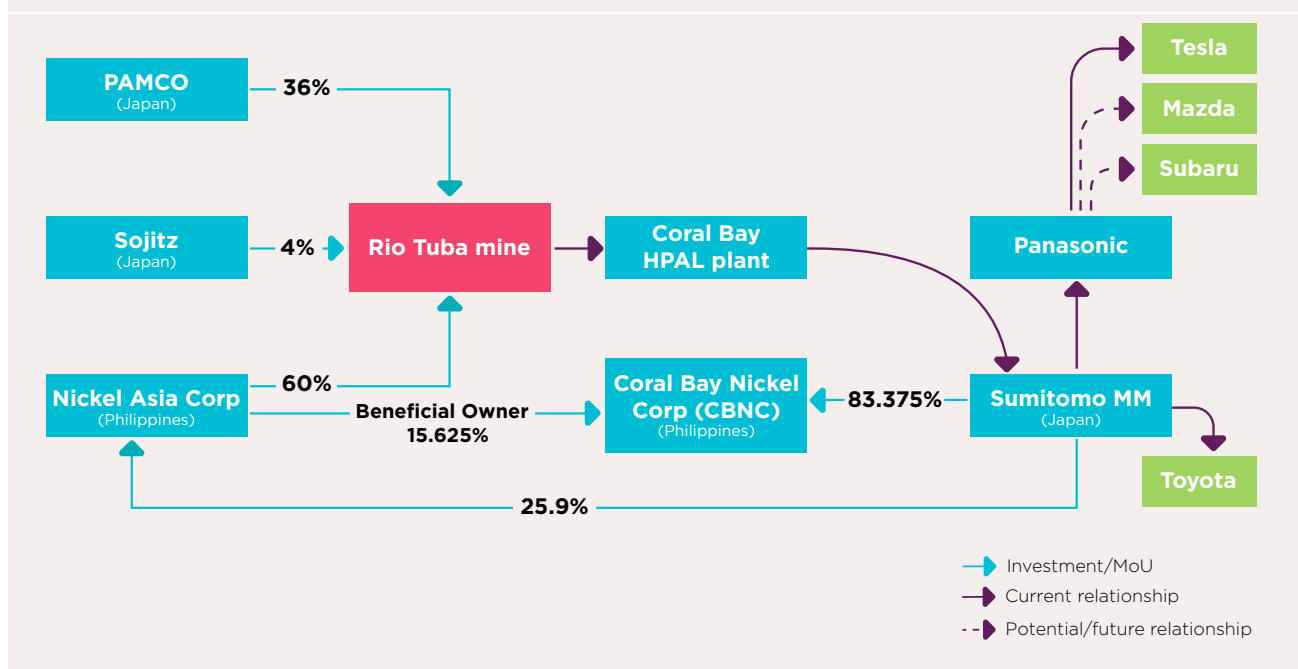 Tesla
PAMCO
(Japan)
36%
Mazda
Subaru
Sojitz
(Japan)
4%
Rio Tuba mine
Coral Bay
HPAL plant
Panasonic
Nickel Asia Corp
(Philippines)
60%
Beneficial Owner
15.625%
Coral Bay Nickel
Corp (CBNC)
(Philippines)
83.375%
Sumitomo MM
(Japan)
Toyota
25.9%
Investment/MoU
Current relationship
Potential/future relationship